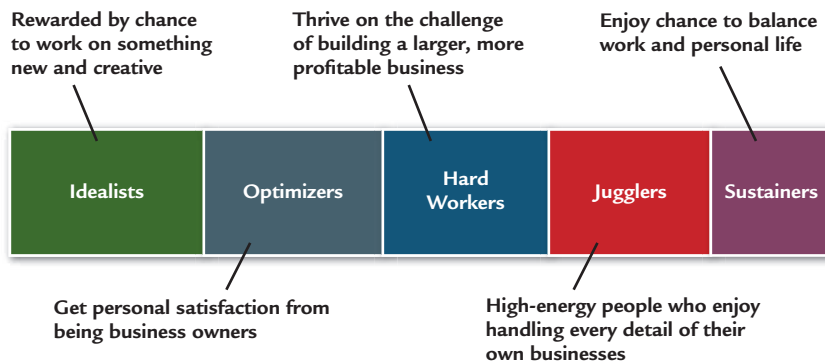 Rewarded by chance
to work on something
new and creative
Thrive on the challenge
of building a larger, more
profitable business
Enjoy chance to balance
work and personal life
Idealists
Optimizers
Hard
Workers
Jugglers
Sustainers
Get personal satisfaction from
being business owners
High-energy people who enjoy
handling every detail of their
own businesses